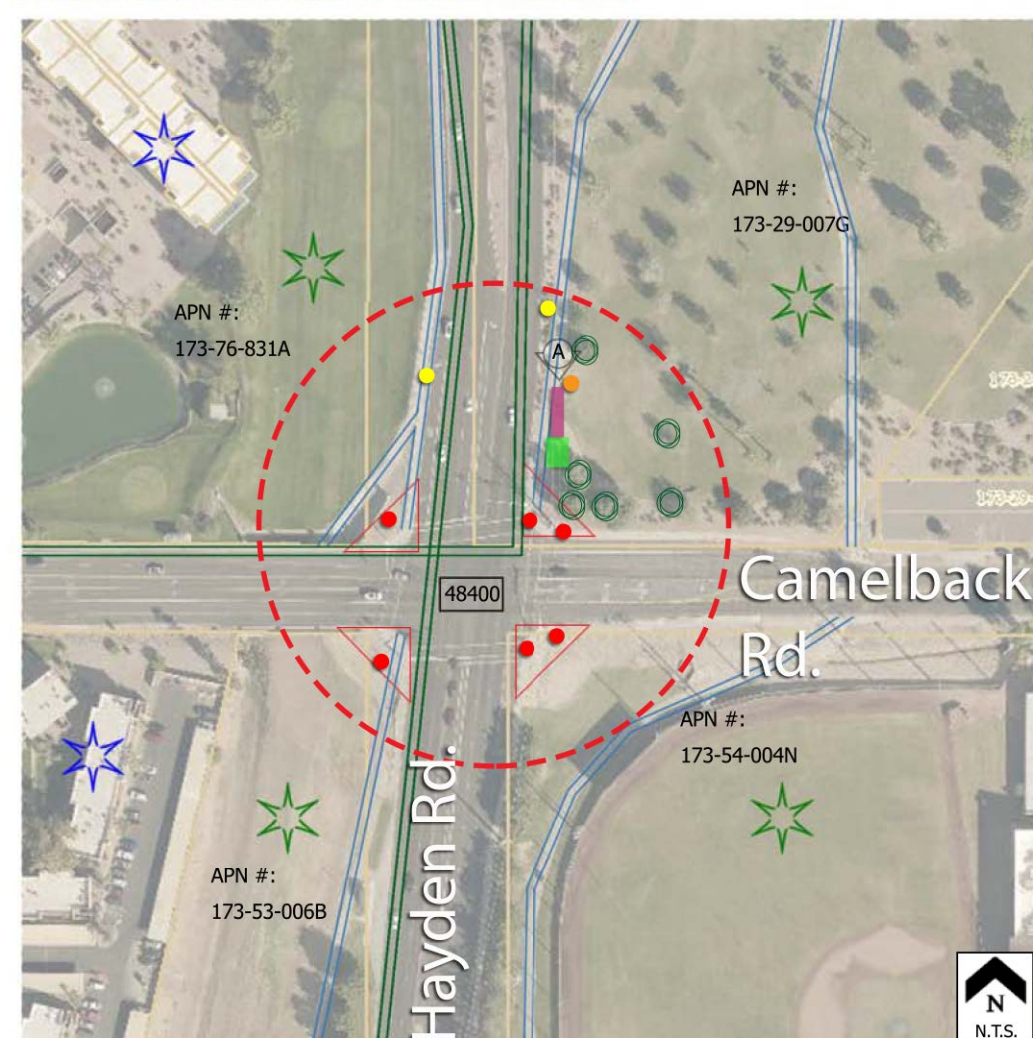 APN #:
173-29-007G
APN #:
173-76-831A
A
48400
Camelback
Rd.
APN #:
173-54-004N
Hayden Rd.
APN #:
173-53-006B
N
N.T.S.